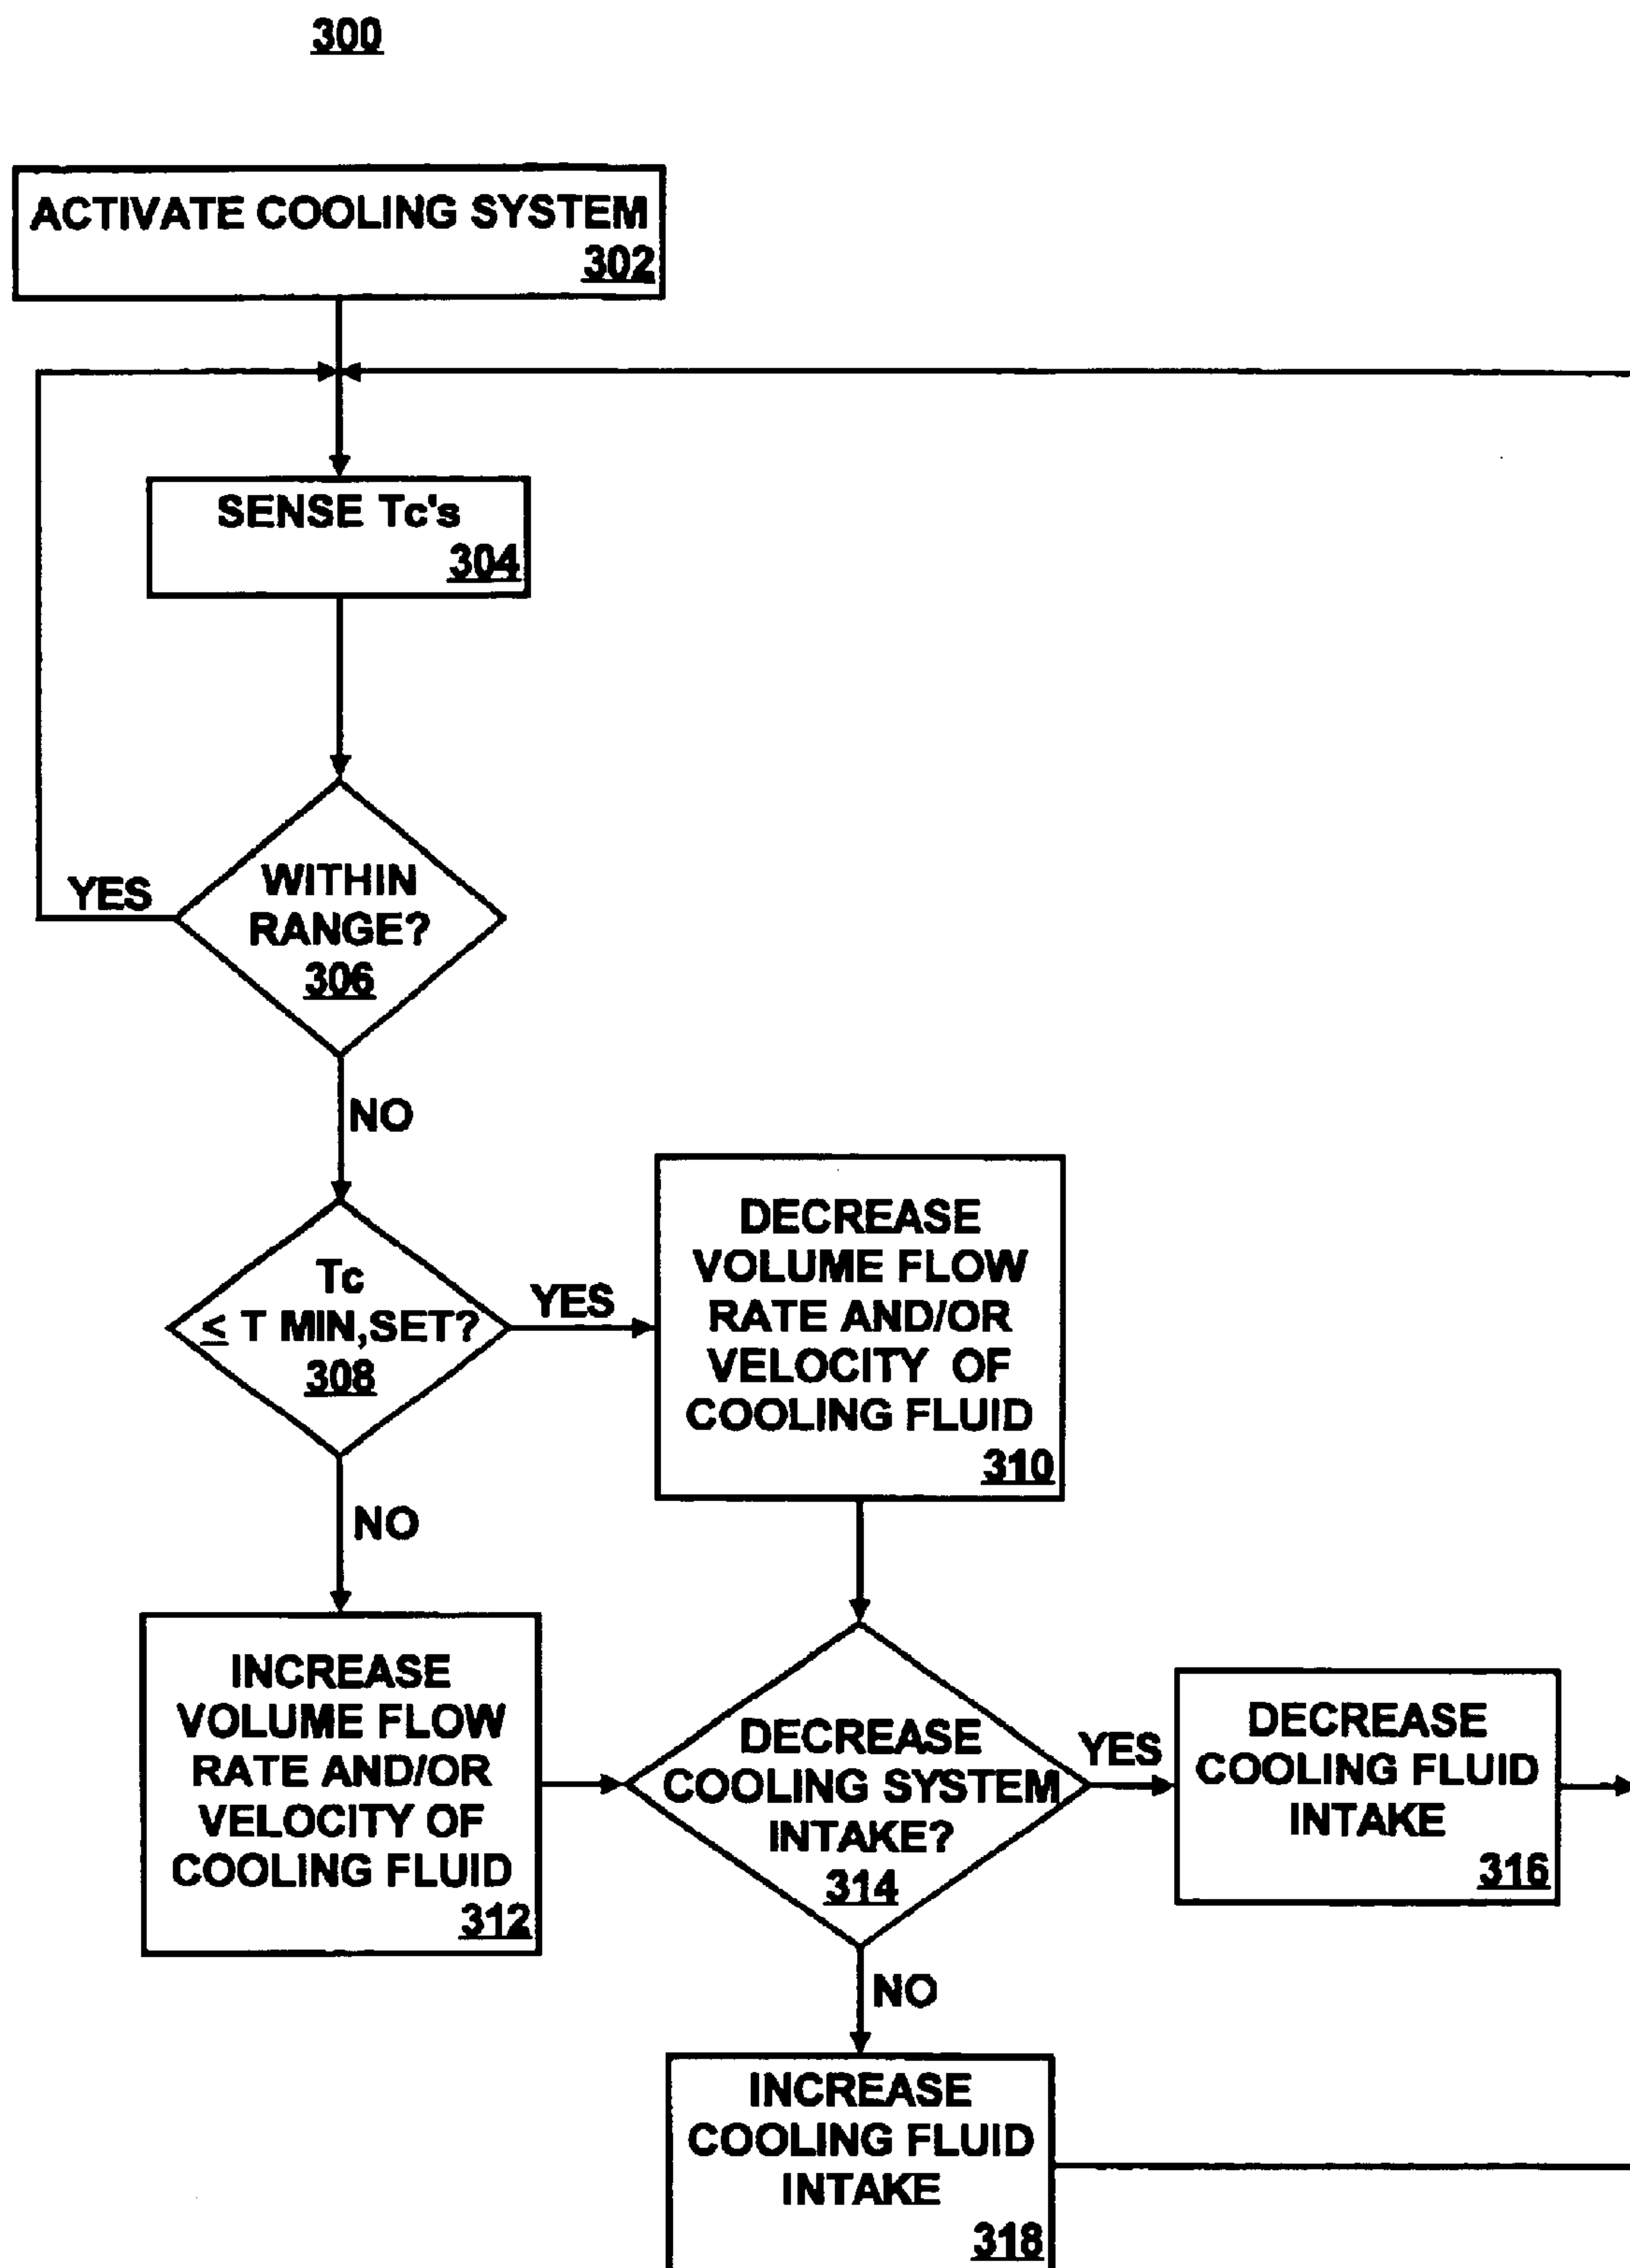 300
ACTIVATE COOLING SYSTEM
302
SENSE Tc's
304
WITHIN
RANGE?
306
YES
NO
Tc
≤ T MIN,SET?
308
YES
NO
DECREASE
VOLUME FLOW
RATE AND/OR
VELOCITY OF
COOLING FLUID
310
INCREASE
VOLUME FLOW
RATE AND/OR
VELOCITY OF
COOLING FLUID
312
DECREASE
COOLING SYSTEM
INTAKE?
314
YES
NO
DECREASE
COOLING FLUID
INTAKE
316
INCREASE
COOLING FLUID
INTAKE
318